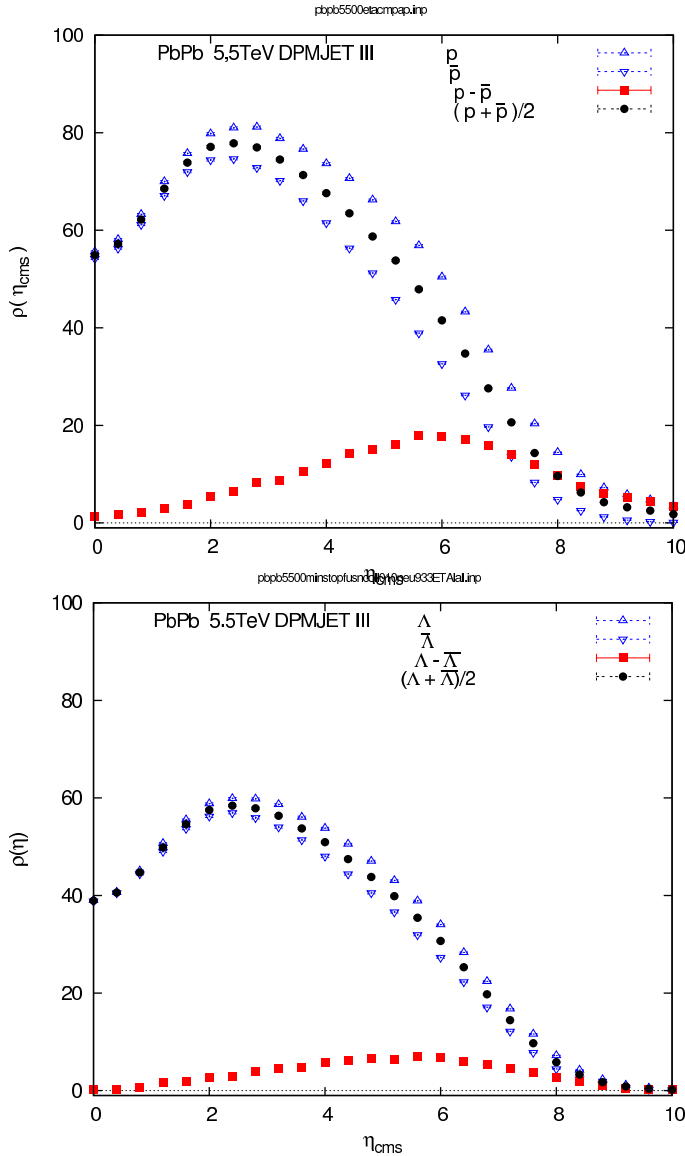 pbpb5500etacmpap.inp
PbPb 5,5TeV DPMJET III
p
p̄
p - p̄
( p + p̄ )/2
100
80
60
40
20
0
ρ( η_cms )
0 2 4 6 8 10
η_cms
PbPb 5.5TeV DPMJET III
Λ
Λ̅
Λ - Λ̅
(Λ + Λ̅)/2
100
80
60
40
20
0
ρ(η)
0 2 4 6 8 10
η_cms